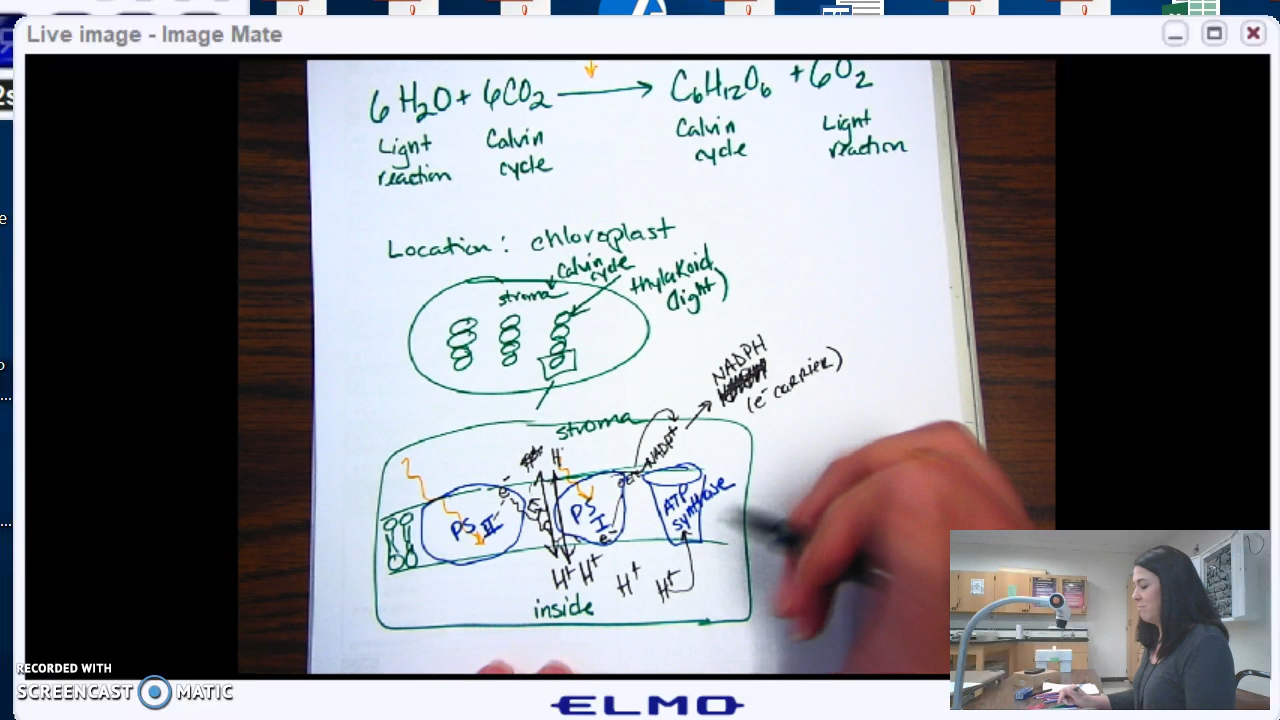 Live image - Image Mate
6 H₂O + 6CO₂ → C₆H₁₂O₆ + 6O₂
Light reaction
Calvin cycle
Calvin cycle
Light reaction
Location: chloroplast
Calvin cycle
stroma
thylakoid
(light)
NADPH
(e⁻ carrier)
stroma
H
NADP+
e⁻
PS II
PS I
e⁻
ATP
synthase
H+ H+
H+
H+
inside
RECORDED WITH
SCREENCAST MATIC
ELMO